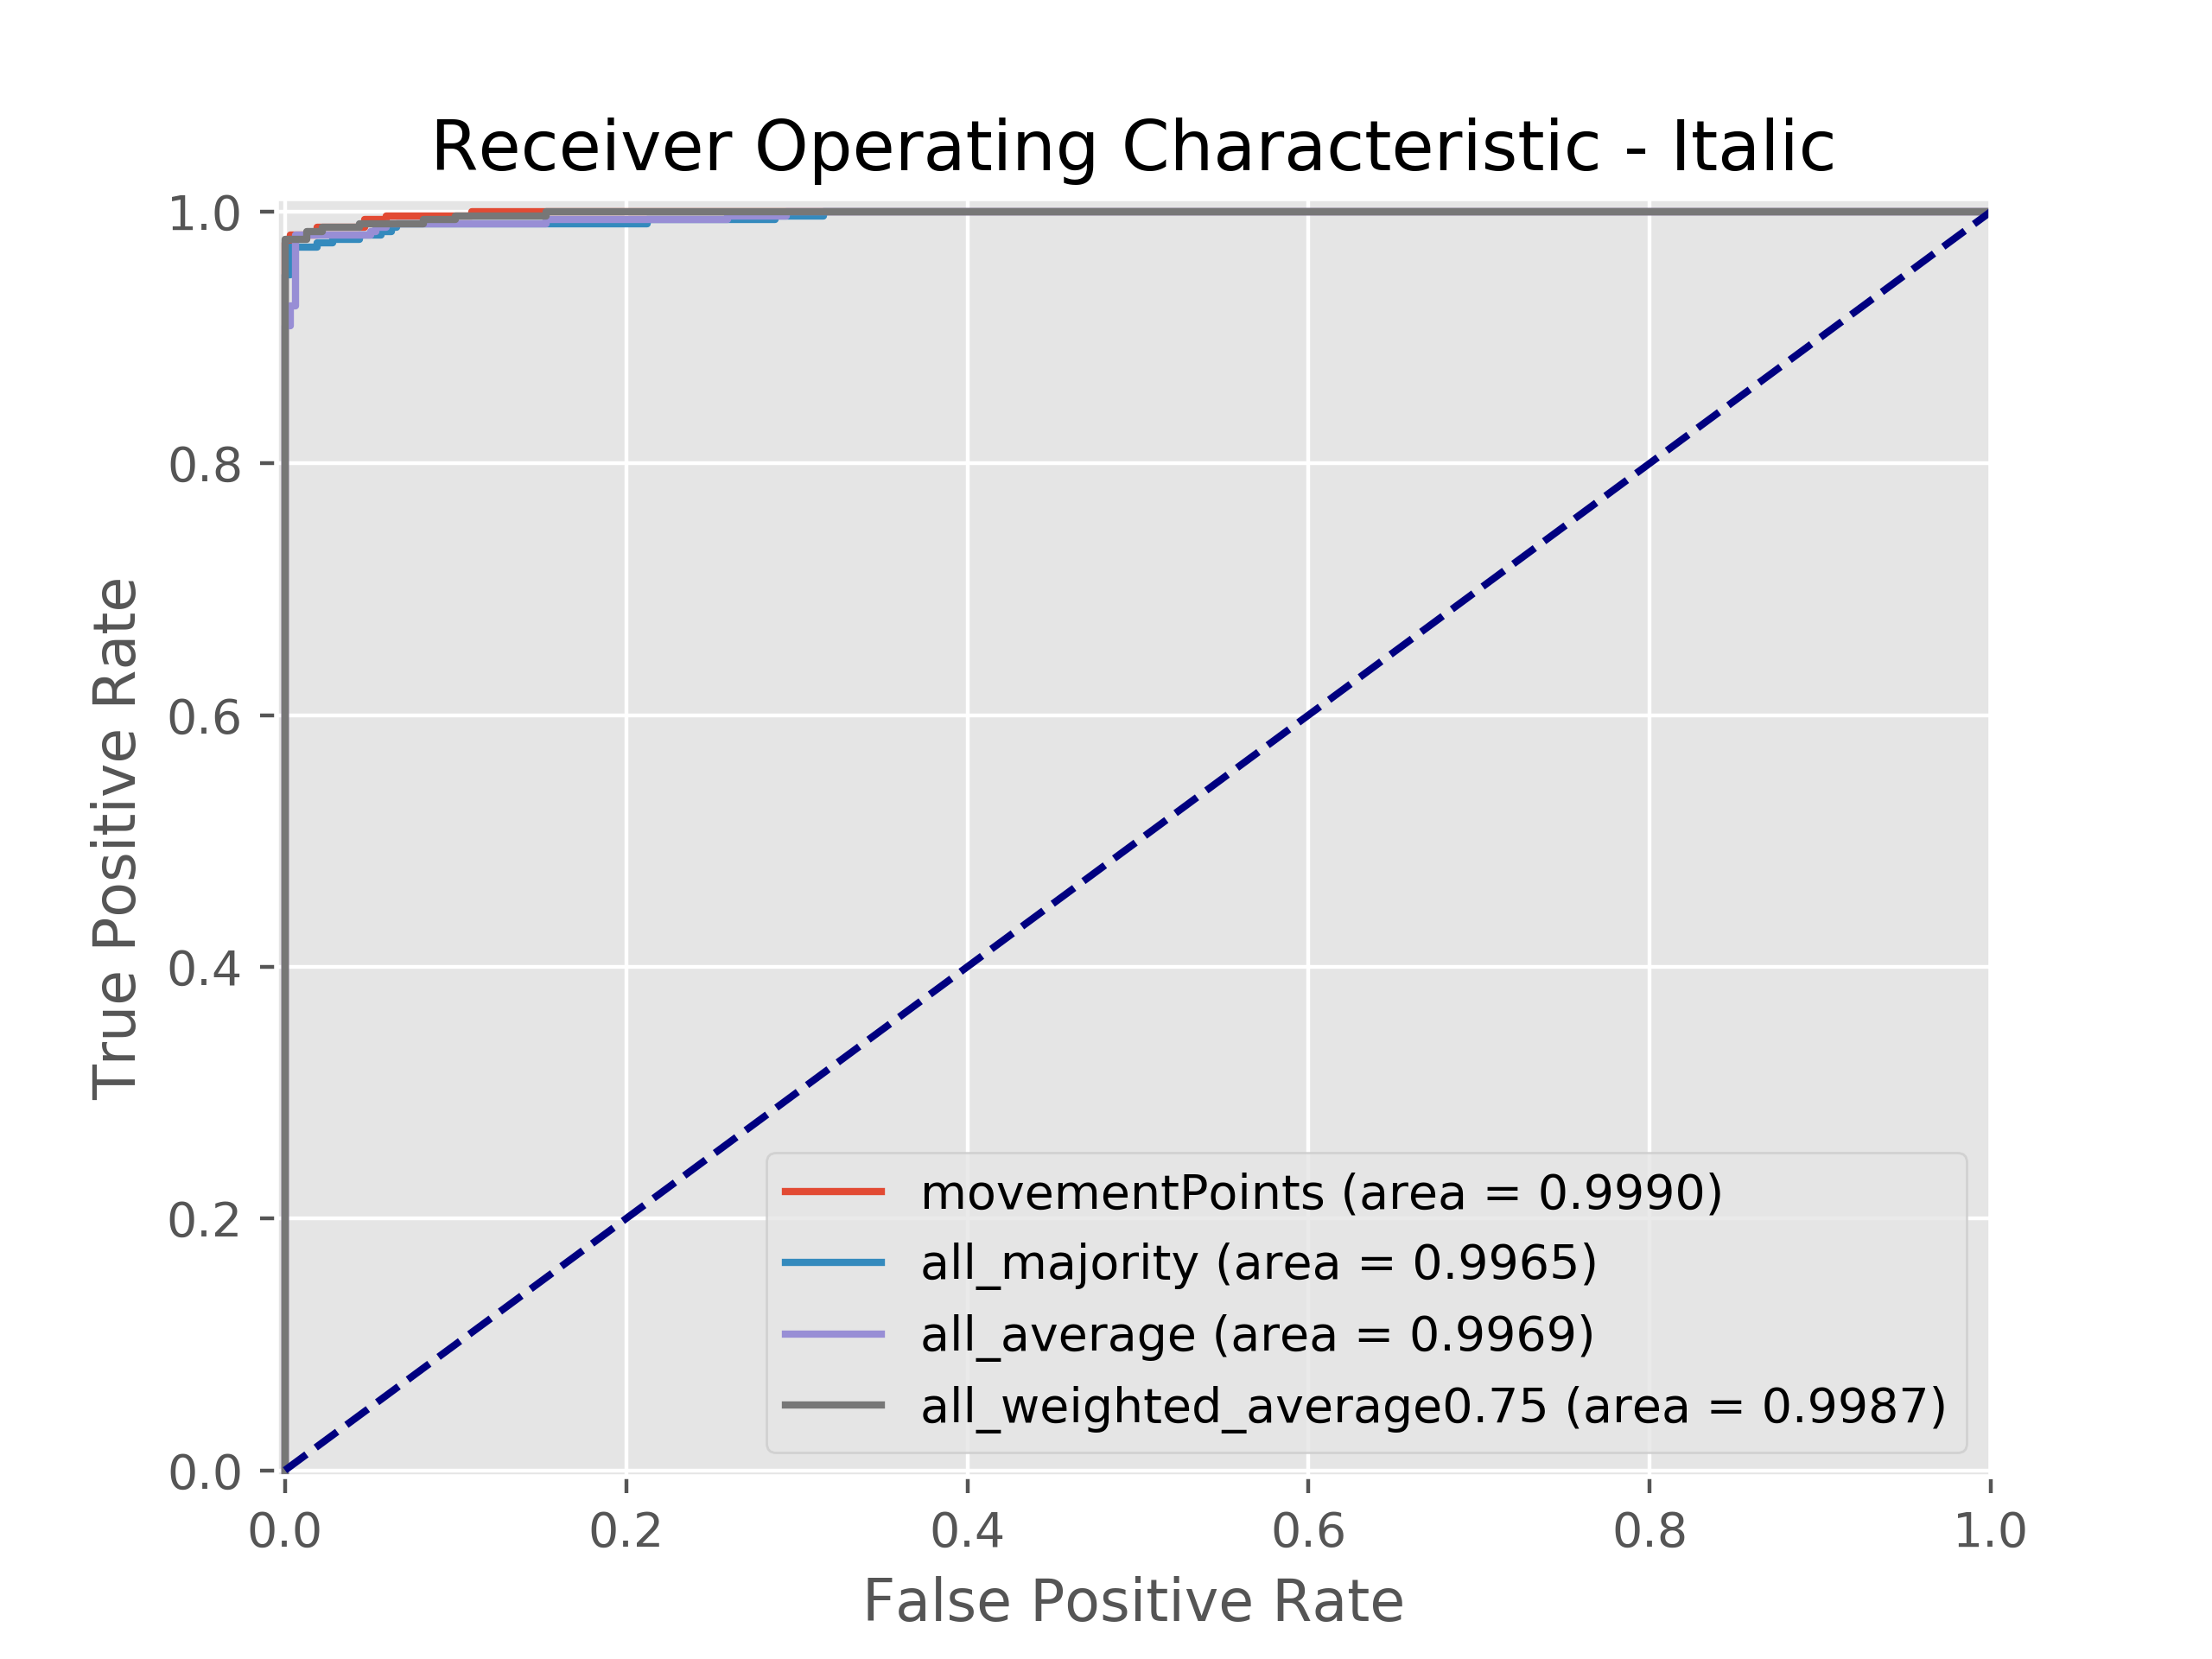 Receiver Operating Characteristic - Italic
1.0
0.8
0.6
0.4
0.2
0.0
True Positive Rate
movementPoints (area = 0.9990)
all_majority (area = 0.9965)
all_average (area = 0.9969)
all_weighted_average0.75 (area = 0.9987)
0.0 0.2 0.4 0.6 0.8 1.0
False Positive Rate